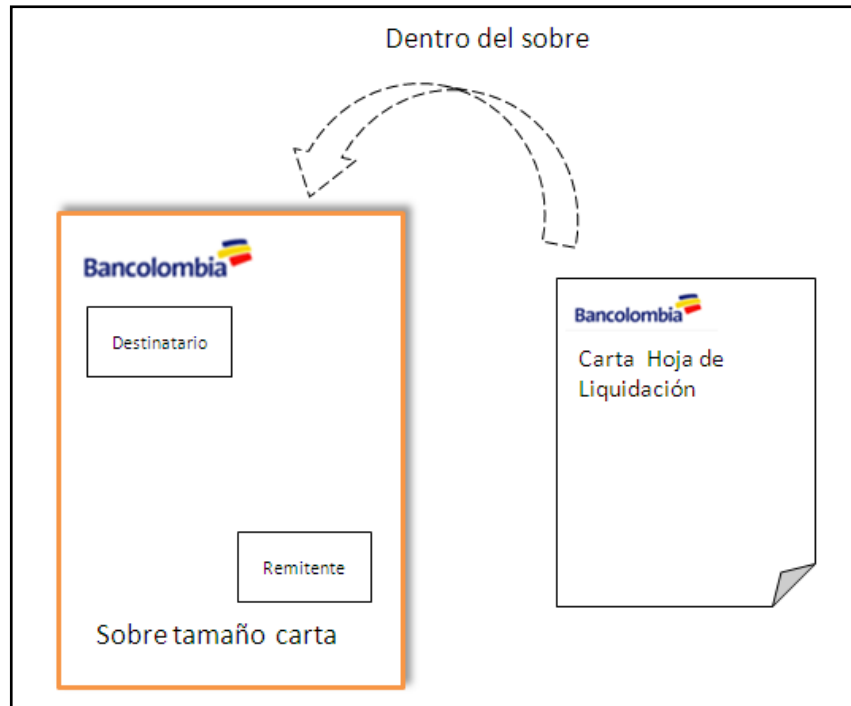 Dentro del sobre
Bancolombia
Destinatario
Remitente
Sobre tamaño carta
Bancolombia
Carta Hoja de
Liquidación